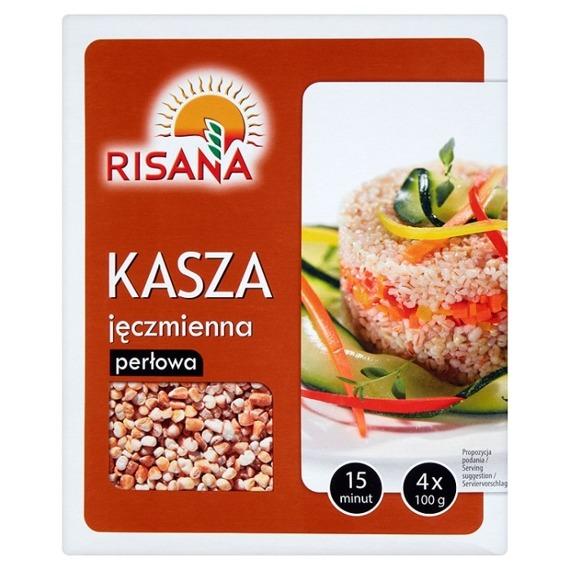 RISANA
KASZA
jęczmienna
perłowa
15
minut
4x
100 g
Propozycja
podania /
Serving
suggestion /
Serviervorschlag